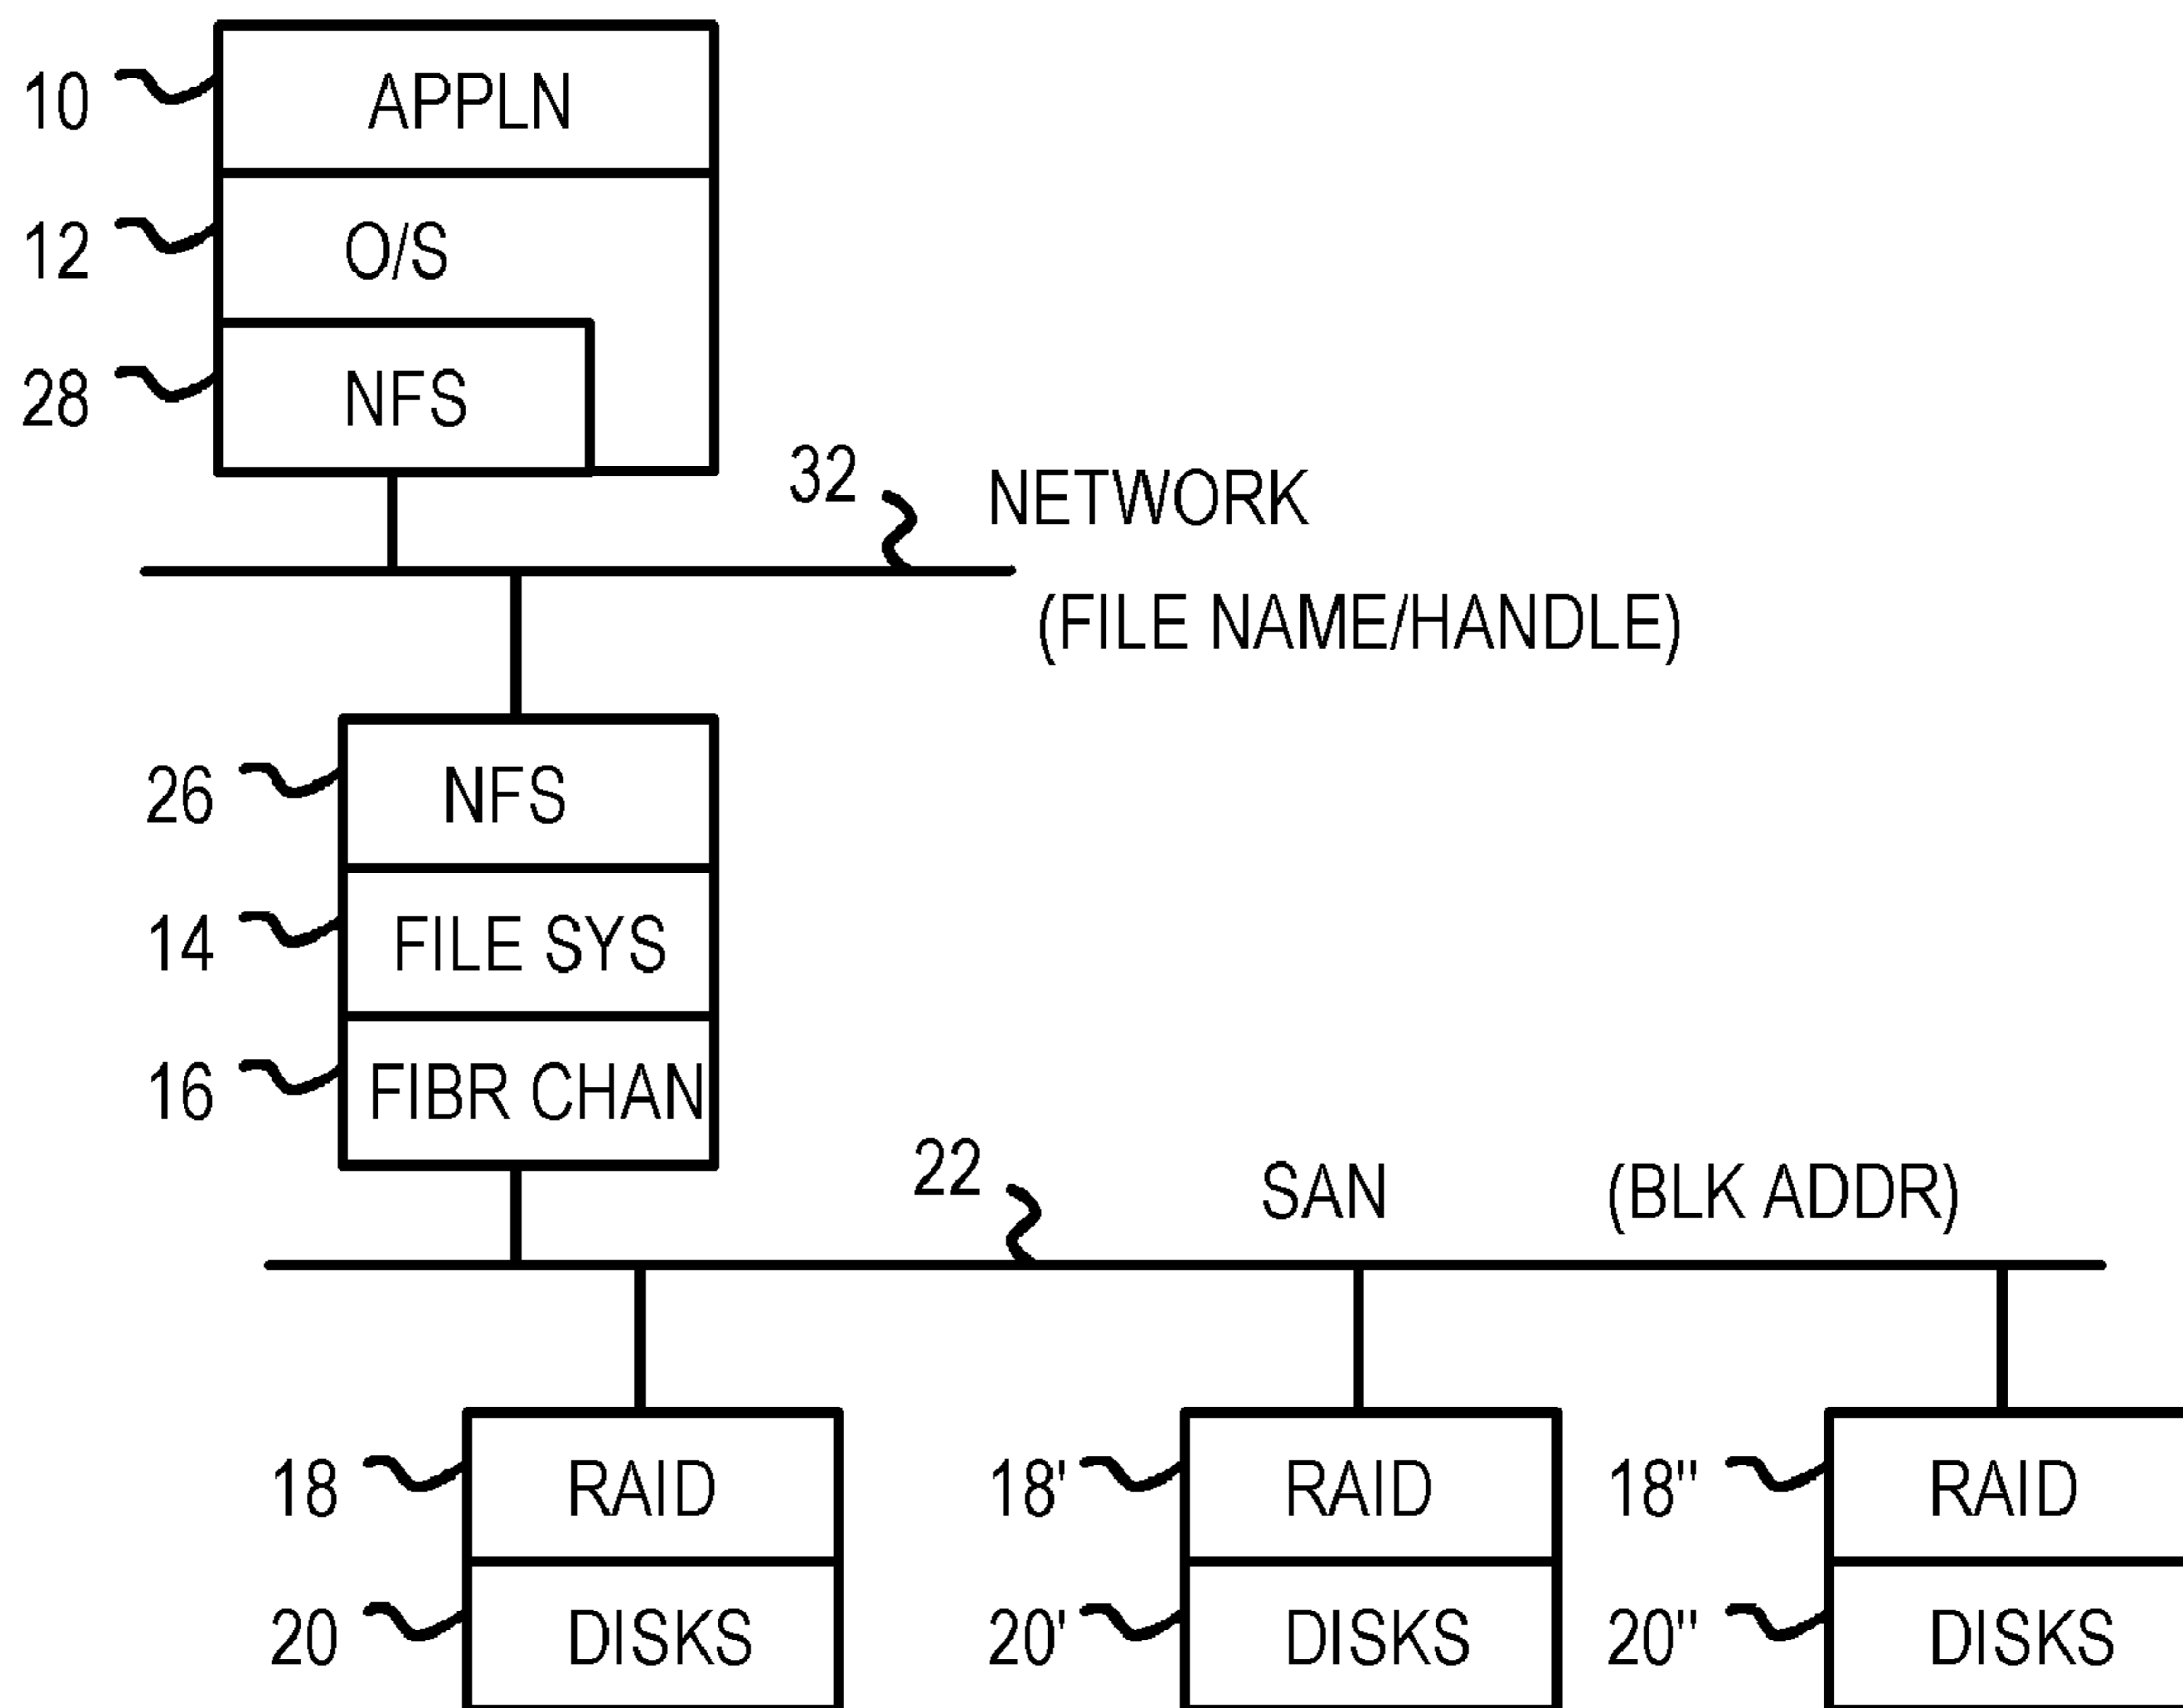 10 APPLN
12 O/S
28 NFS
32 NETWORK
(FILE NAME/HANDLE)
26 NFS
14 FILE SYS
16 FIBR CHAN
22 SAN (BLK ADDR)
18 RAID 18' RAID 18" RAID
20 DISKS 20' DISKS 20" DISKS